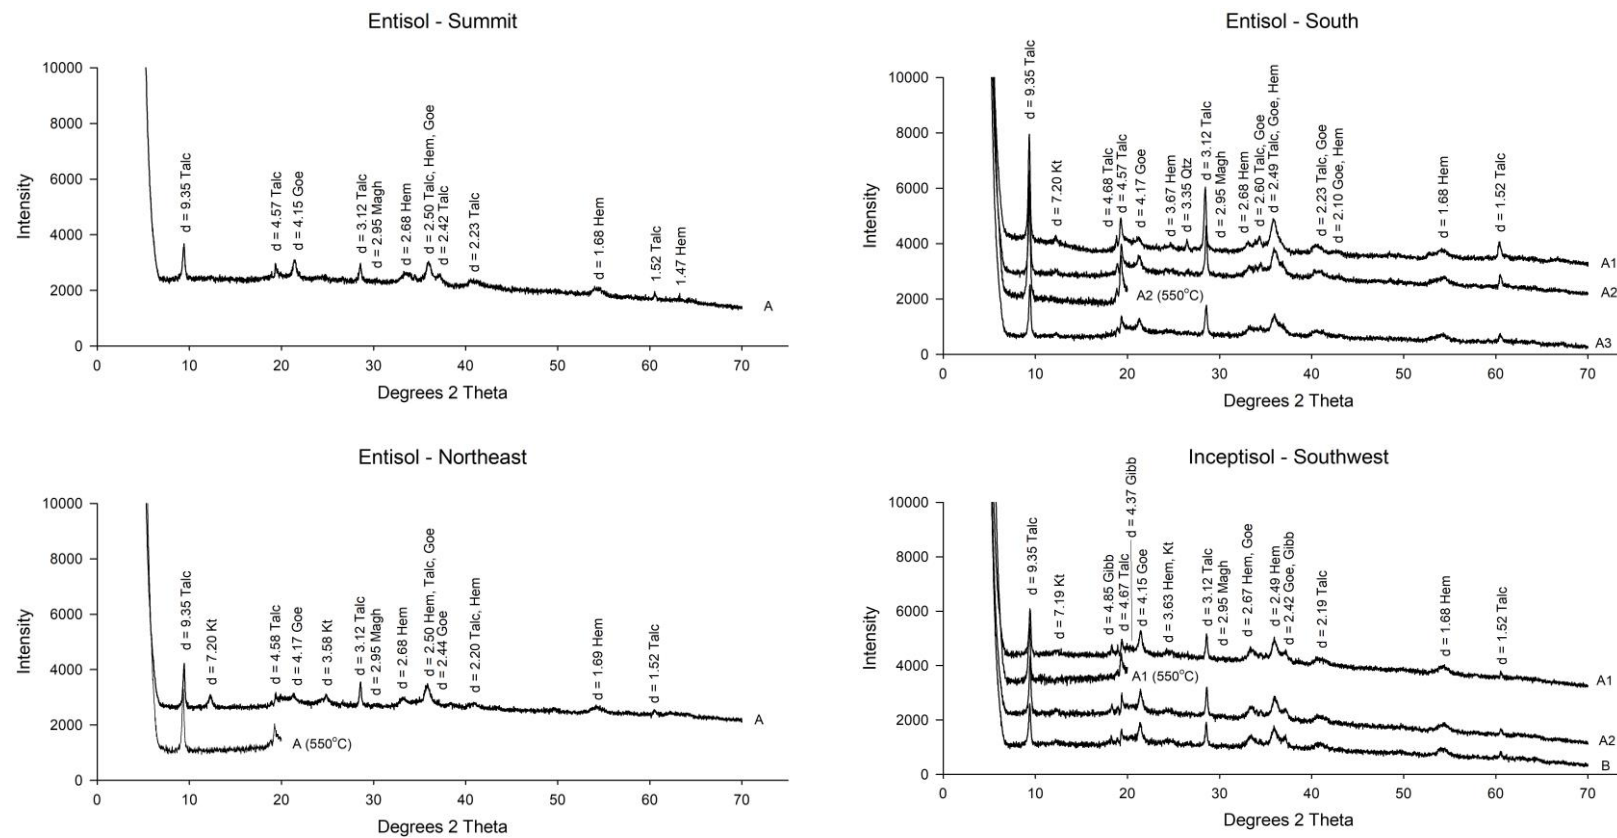 Entisol - Summit
Intensity
10000
8000
6000
4000
2000
0
d = 9.35 Talc
d = 4.57 Talc
d = 4.15 Goe
d = 3.12 Talc
d = 2.95 Magh
d = 2.68 Hem
d = 2.50 Talc, Hem, Goe
d = 2.42 Talc
d = 2.23 Talc
d = 1.68 Hem
1.52 Talc
1.47 Hem
A
0 10 20 30 40 50 60 70
Degrees 2 Theta
Entisol - South
Intensity
10000
8000
6000
4000
2000
0
d = 9.35 Talc
d = 7.20 Kt
d = 4.68 Talc
d = 4.57 Talc
d = 4.17 Goe
d = 3.67 Hem
d = 3.35 Qtz
d = 3.12 Talc
d = 2.95 Magh
d = 2.68 Hem
d = 2.60 Talc, Goe
d = 2.49 Talc, Goe, Hem
d = 2.23 Talc, Goe
d = 2.10 Goe, Hem
d = 1.68 Hem
d = 1.52 Talc
A1
A2
A2 (550°C)
A3
0 10 20 30 40 50 60 70
Degrees 2 Theta
Entisol - Northeast
Intensity
10000
8000
6000
4000
2000
0
d = 9.35 Talc
d = 7.20 Kt
d = 4.58 Talc
d = 4.17 Goe
d = 3.58 Kt
d = 3.12 Talc
d = 2.95 Magh
d = 2.68 Hem
d = 2.50 Hem, Talc, Goe
d = 2.44 Goe
d = 2.20 Talc, Hem
d = 1.69 Hem
d = 1.52 Talc
A
A (550°C)
0 10 20 30 40 50 60 70
Degrees 2 Theta
Inceptisol - Southwest
Intensity
10000
8000
6000
4000
2000
0
d = 9.35 Talc
d = 7.19 Kt
d = 4.85 Gibb
d = 4.67 Talc
d = 4.37 Gibb
d = 4.15 Goe
d = 3.63 Hem, Kt
d = 3.12 Talc
d = 2.95 Magh
d = 2.67 Hem, Goe
d = 2.49 Hem
d = 2.42 Goe, Gibb
d = 2.19 Talc
d = 1.68 Hem
d = 1.52 Talc
A1
A1 (550°C)
A2
B
0 10 20 30 40 50 60 70
Degrees 2 Theta